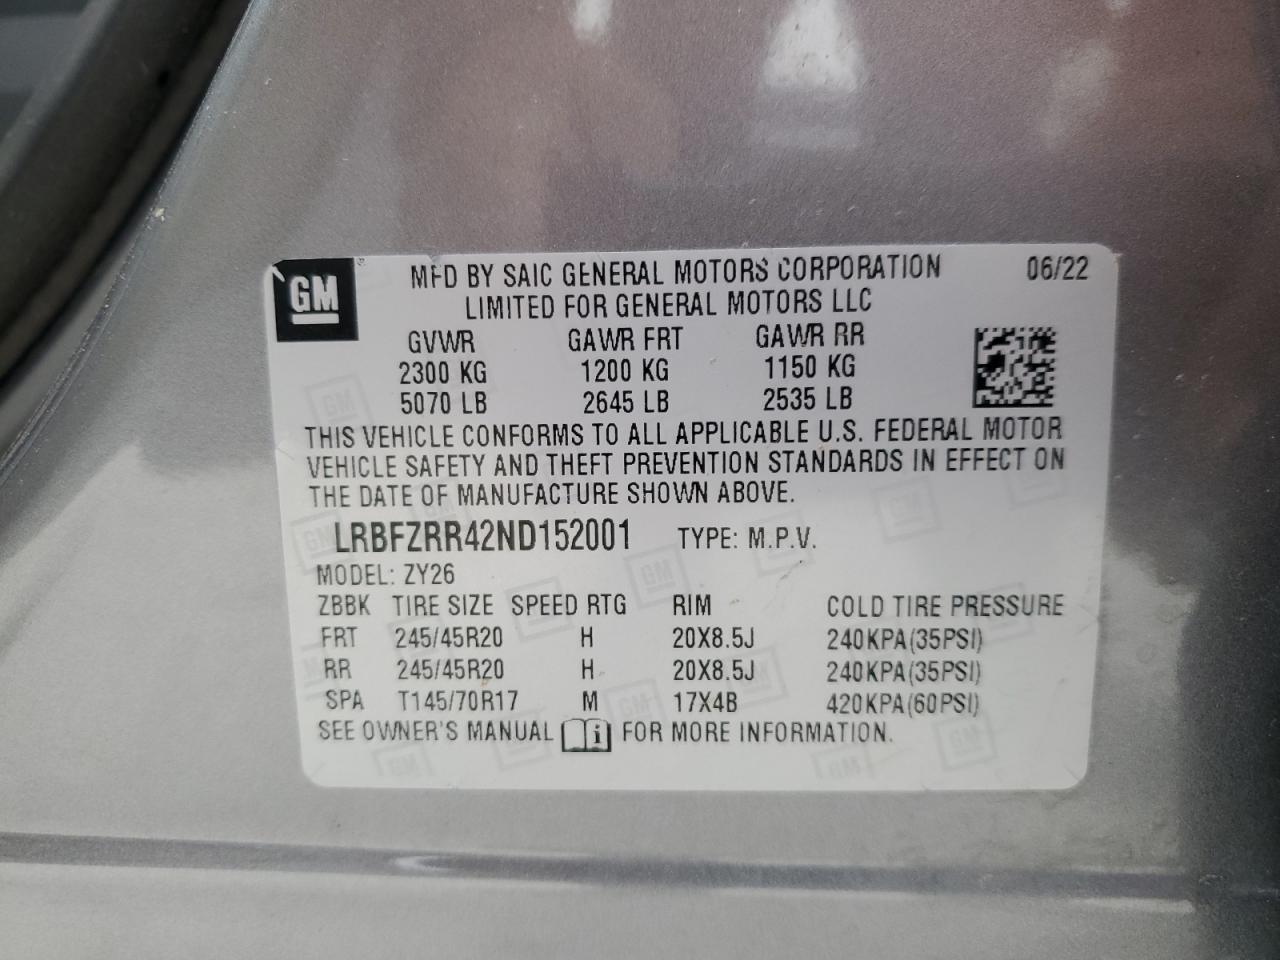 GM
MFD BY SAIC GENERAL MOTORS CORPORATION 06/22
LIMITED FOR GENERAL MOTORS LLC
GVWR GAWR FRT GAWR RR
2300 KG 1200 KG 1150 KG
5070 LB 2645 LB 2535 LB
THIS VEHICLE CONFORMS TO ALL APPLICABLE U.S. FEDERAL MOTOR
VEHICLE SAFETY AND THEFT PREVENTION STANDARDS IN EFFECT ON
THE DATE OF MANUFACTURE SHOWN ABOVE.
LRBFZRR42ND152001 TYPE: M.P.V.
MODEL: ZY26
ZBBK TIRE SIZE SPEED RTG RIM COLD TIRE PRESSURE
FRT 245/45R20 H 20X8.5J 240KPA(35PSI)
RR 245/45R20 H 20X8.5J 240KPA(35PSI)
SPA T145/70R17 M 17X4B 420KPA(60PSI)
SEE OWNER'S MANUAL i FOR MORE INFORMATION.